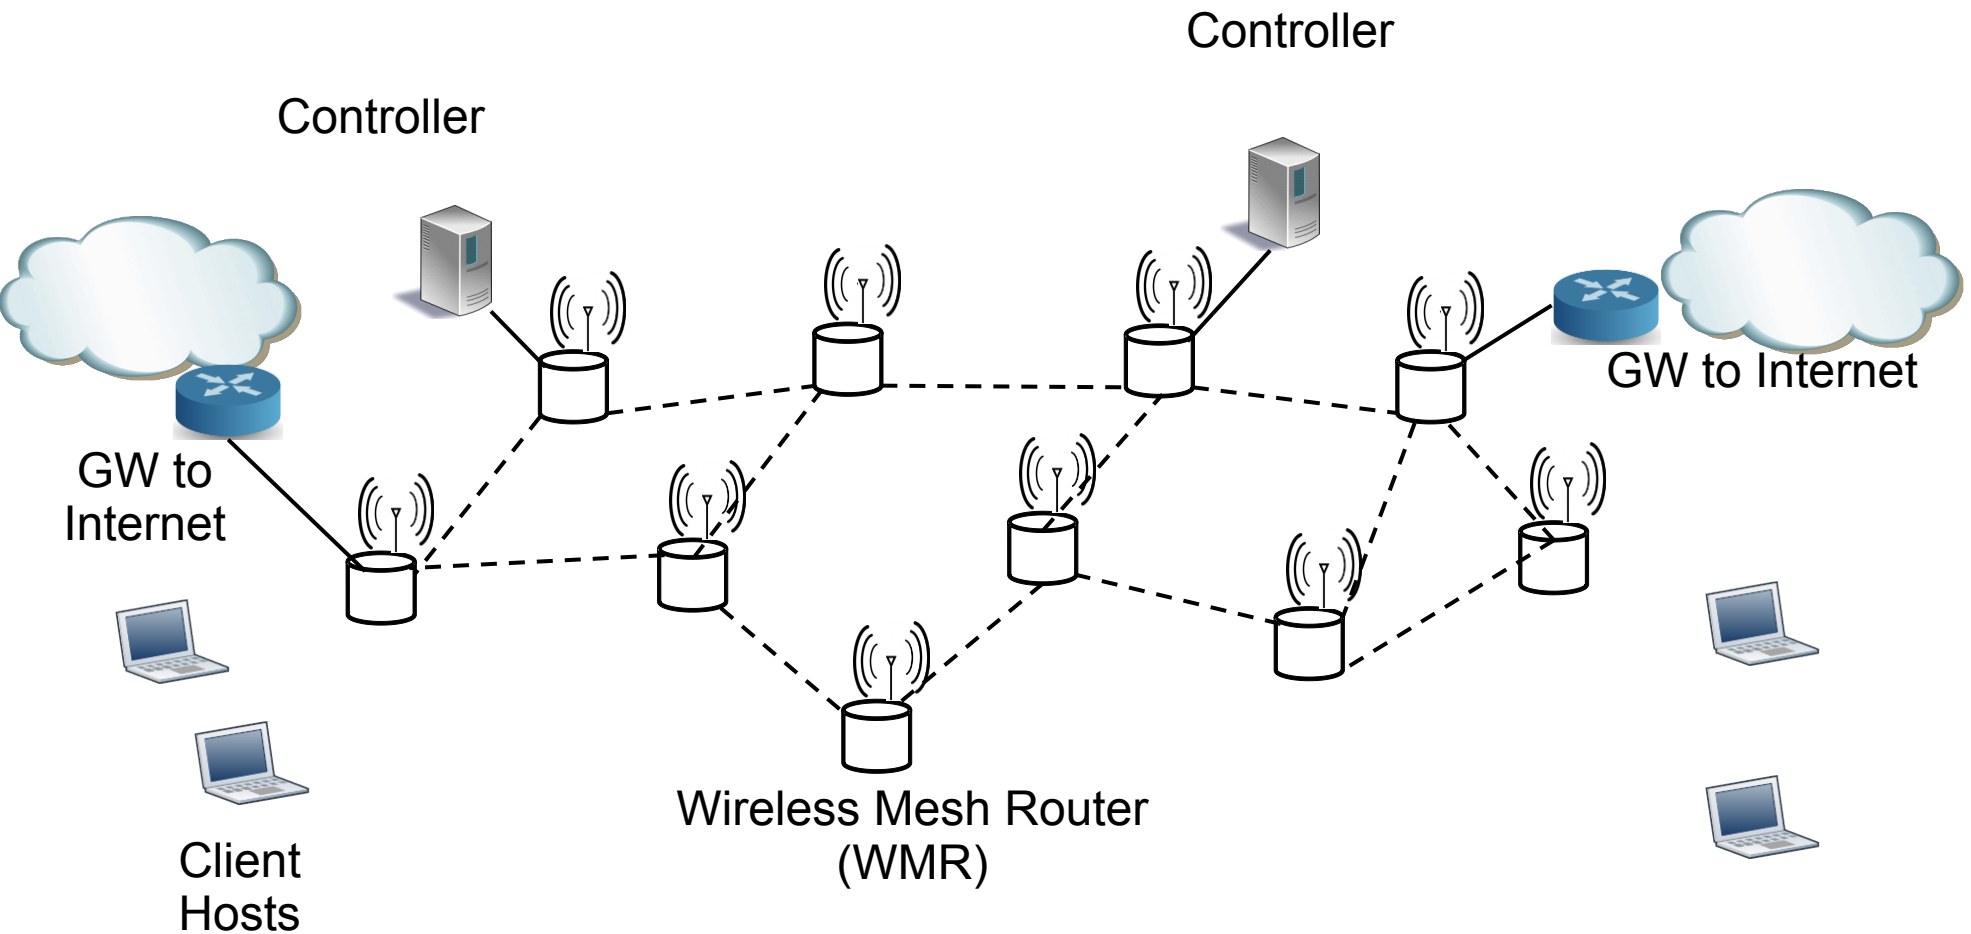 Controller
Controller
GW to Internet
GW to
Internet
Wireless Mesh Router
(WMR)
Client
Hosts